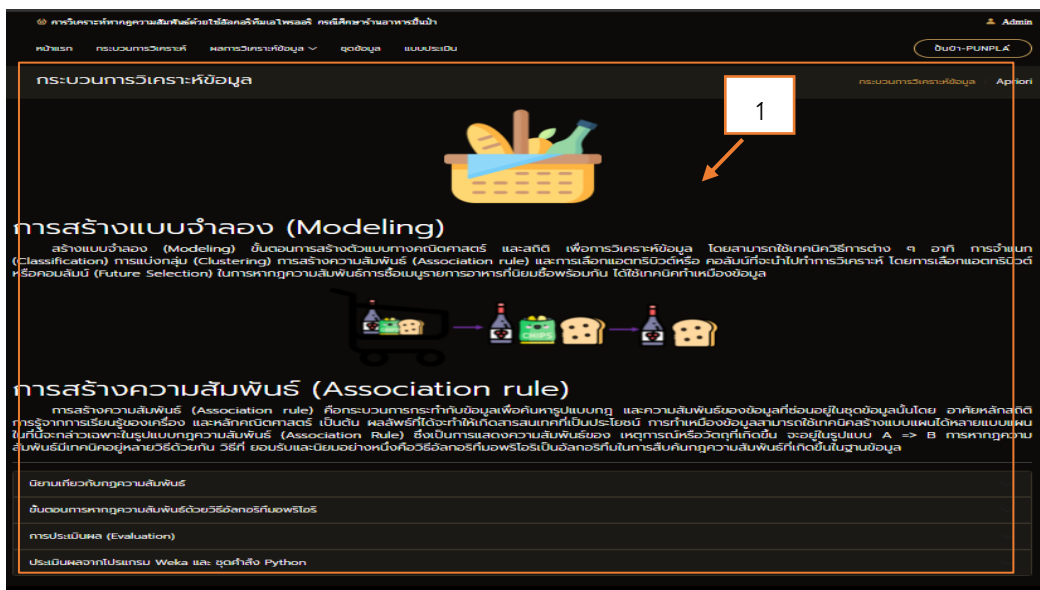 การวิเคราะห์หากฎความสัมพันธ์ด้วยใช้อัลกอริทึมเอไพรออริ กรณีศึกษาร้านอาหารปั้นป้า
Admin
หน้าแรก กระบวนการวิเคราะห์ ผลการวิเคราะห์ข้อมูล ชุดข้อมูล แบบประเมิน
ปันป๋า-PUNPLA
กระบวนการวิเคราะห์ข้อมูล
กระบวนการวิเคราะห์ข้อมูล Apriori
1
การสร้างแบบจำลอง (Modeling)
สร้างแบบจำลอง (Modeling) ขั้นตอนการสร้างตัวแบบทางคณิตศาสตร์ และสถิติ เพื่อการวิเคราะห์ข้อมูล โดยสามารถใช้เทคนิควิธีการต่าง ๆ อาทิ การจำแนก
(Classification) การแบ่งกลุ่ม (Clustering) การสร้างความสัมพันธ์ (Association rule) และการเลือกแอตทริบิวต์หรือ คอลัมน์ที่จะนำไปทำการวิเคราะห์ โดยการเลือกแอตทริบิวต์
หรือคอมลัมน์ (Future Selection) ในการหากฎความสัมพันธ์การซื้อเมนูรายการอาหารที่นิยมซื้อพร้อมกัน ได้ใช้เทคนิคทำเหมืองข้อมูล
CHIPS
การสร้างความสัมพันธ์ (Association rule)
การสร้างความสัมพันธ์ (Association rule) คือกระบวนการกระทำกับข้อมูลเพื่อค้นหารูปแบบกฎ และความสัมพันธ์ของข้อมูลที่ซ่อนอยู่ในชุดข้อมูลนั้นโดย อาศัยหลักสถิติ
การรู้จากการเรียนรู้ของเครื่อง และหลักคณิตศาสตร์ เป็นต้น ผลลัพธ์ที่ได้จะทำให้เกิดสารสนเทศที่เป็นประโยชน์ การทำเหมืองข้อมูลสามารถใช้เทคนิคสร้างแบบแผนได้หลายแบบแผน
ในที่นี้จะกล่าวเฉพาะในรูปแบบกฎความสัมพันธ์ (Association Rule) ซึ่งเป็นการแสดงความสัมพันธ์ของ เหตุการณ์หรือวัตถุที่เกิดขึ้น จะอยู่ในรูปแบบ A => B การหากฎความ
สัมพันธ์มีเทคนิคอยู่หลายวิธีด้วยกัน วิธีที่ ยอมรับและนิยมอย่างหนึ่งคือวิธีอัลกอริทึมอพริโอริเป็นอัลกอริทึมในการสืบค้นกฎความสัมพันธ์ที่เกิดขึ้นในฐานข้อมูล
นิยามเกี่ยวกับกฎความสัมพันธ์
ขั้นตอนการหากฎความสัมพันธ์ด้วยวิธีอัลกอริทึมอพริโอริ
การประเมินผล (Evaluation)
ประเมินผลจากโปรแกรม Weka และ ชุดคำสั่ง Python